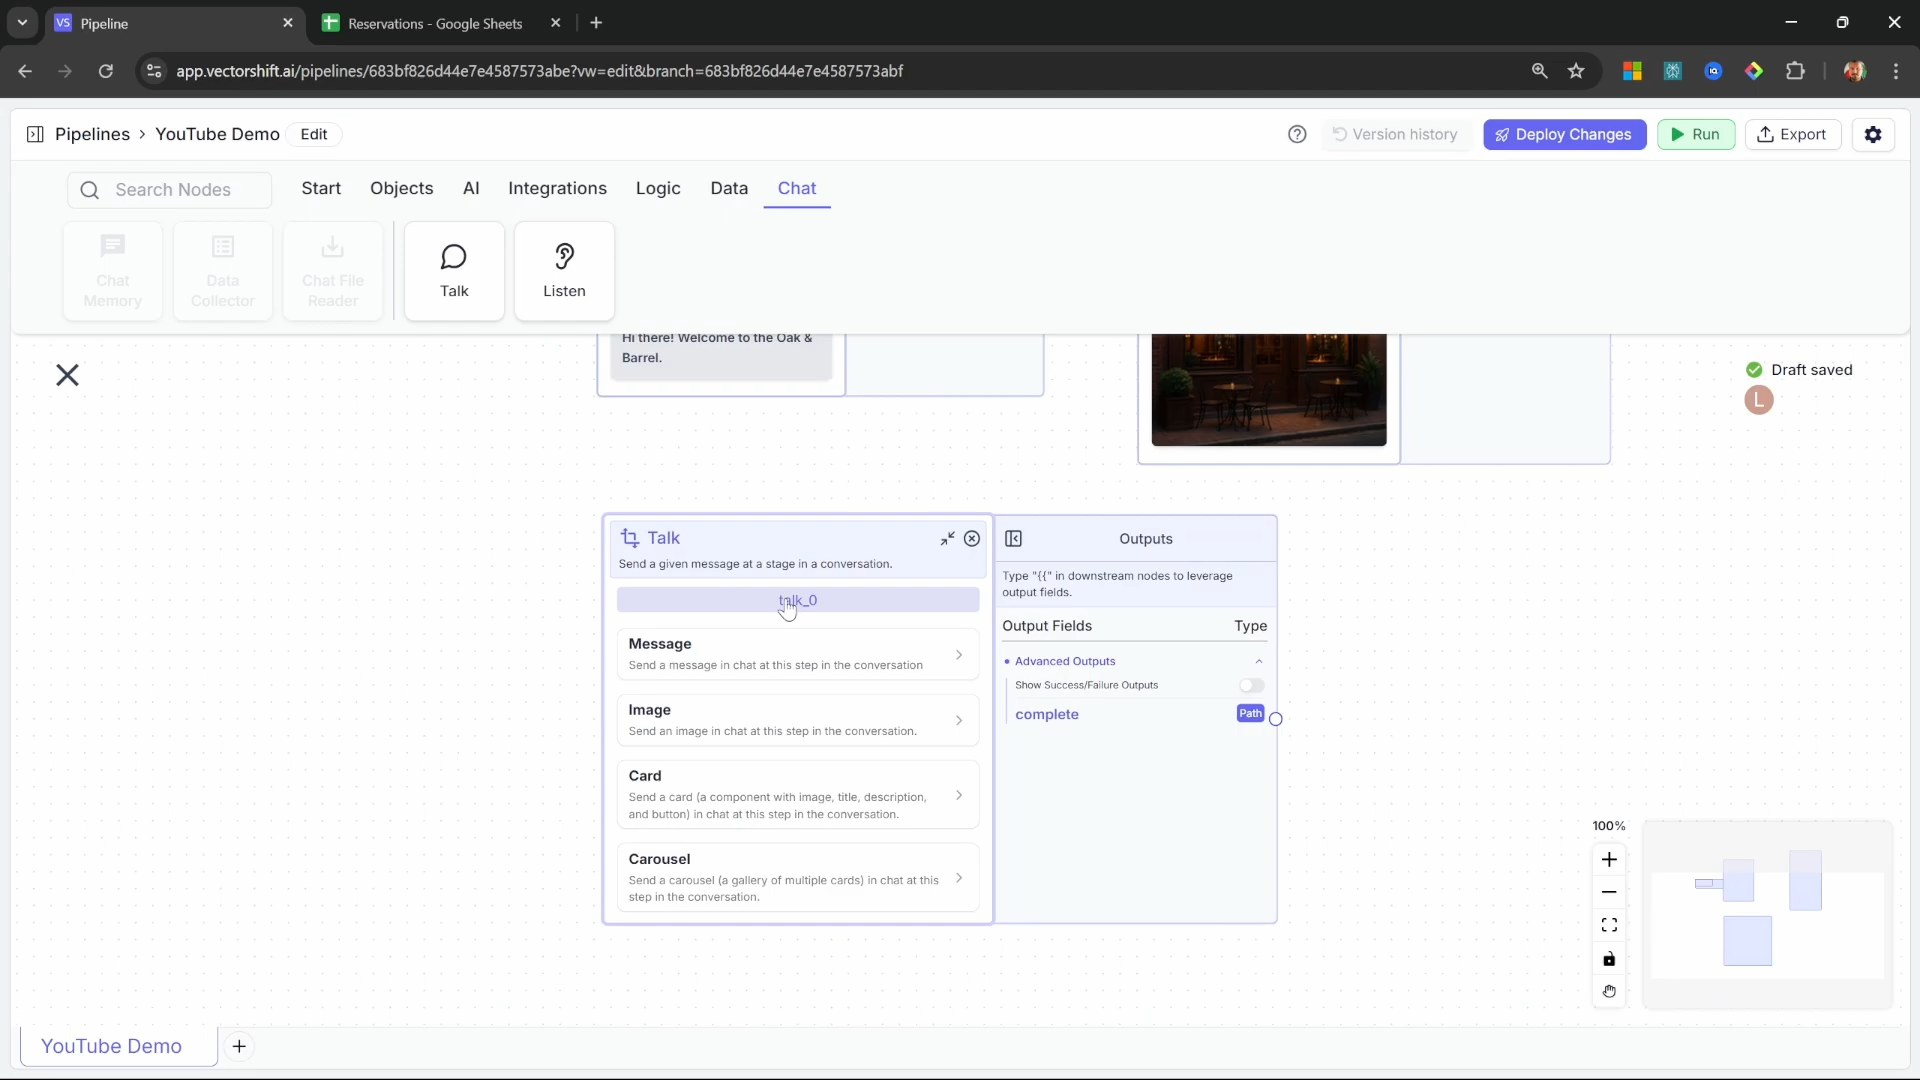 VS Pipeline
Reservations - Google Sheets
app.vectorshift.ai/pipelines/683bf826d44e7e4587573abe?vw=edit&branch=683bf826d44e7e4587573abf
Pipelines > YouTube Demo Edit
Version history
Deploy Changes
Run
Export
Search Nodes
Start
Objects
AI
Integrations
Logic
Data
Chat
Chat
Memory
Data
Collector
Chat File
Reader
Talk
Listen
Hi there! Welcome to the Oak &
Barrel.
Draft saved
L
Talk
Send a given message at a stage in a conversation.
talk_0
Message
Send a message in chat at this step in the conversation
Image
Send an image in chat at this step in the conversation.
Card
Send a card (a component with image, title, description,
and button) in chat at this step in the conversation.
Carousel
Send a carousel (a gallery of multiple cards) in chat at this
step in the conversation.
Outputs
Type "{{" in downstream nodes to leverage
output fields.
Output Fields Type
Advanced Outputs
Show Success/Failure Outputs
complete Path
100%
YouTube Demo